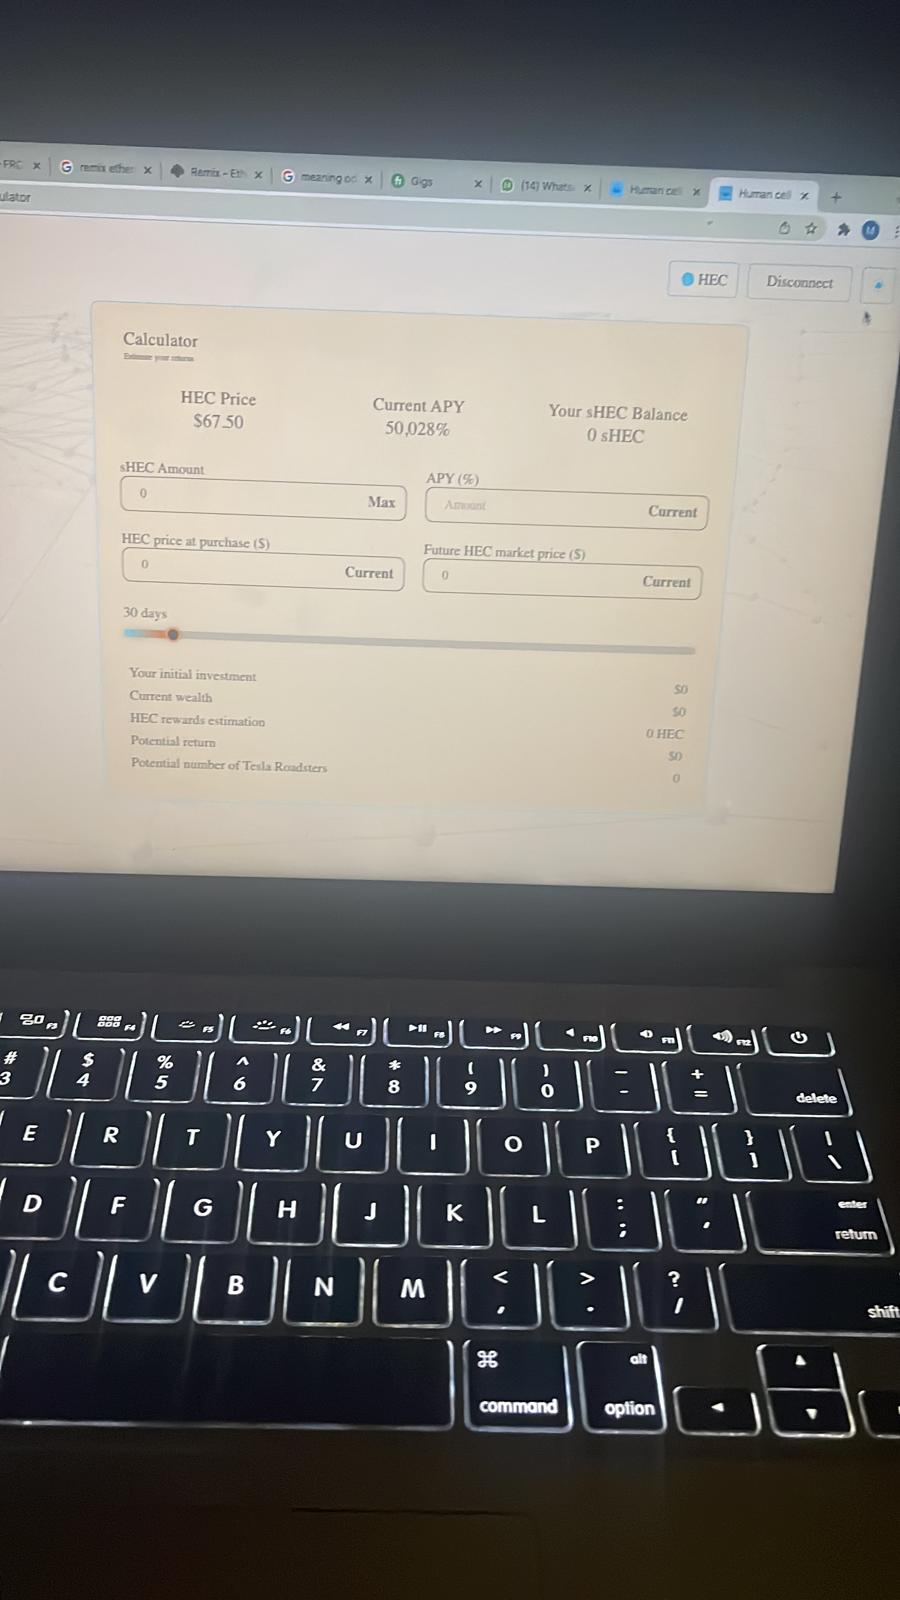 FRC
remix ether
Remix - Eth
meaning oc
Gigs
(14) Whats
Human cell
Human cell
ulator
M
HEC
Disconnect
Calculator
Estimate your returns
HEC Price
Current APY
Your sHEC Balance
$67.50
50,028%
0 sHEC
sHEC Amount
APY (%)
0
Max
Amount
Current
HEC price at purchase ($)
Future HEC market price ($)
0
Current
0
Current
30 days
Your initial investment
$0
Current wealth
$0
HEC rewards estimation
0 HEC
Potential return
$0
Potential number of Tesla Roadsters
0
F3 F4 F5 F6 F7 F8 F9 F10 F11 F12
# $ % ^ & * ( ) _ +
3 4 5 6 7 8 9 0 - = delete
E R T Y U I O P { [ } ] | \
D F G H J K L : ; " ' enter return
C V B N M < , > . ? / shift
⌘ alt
command option